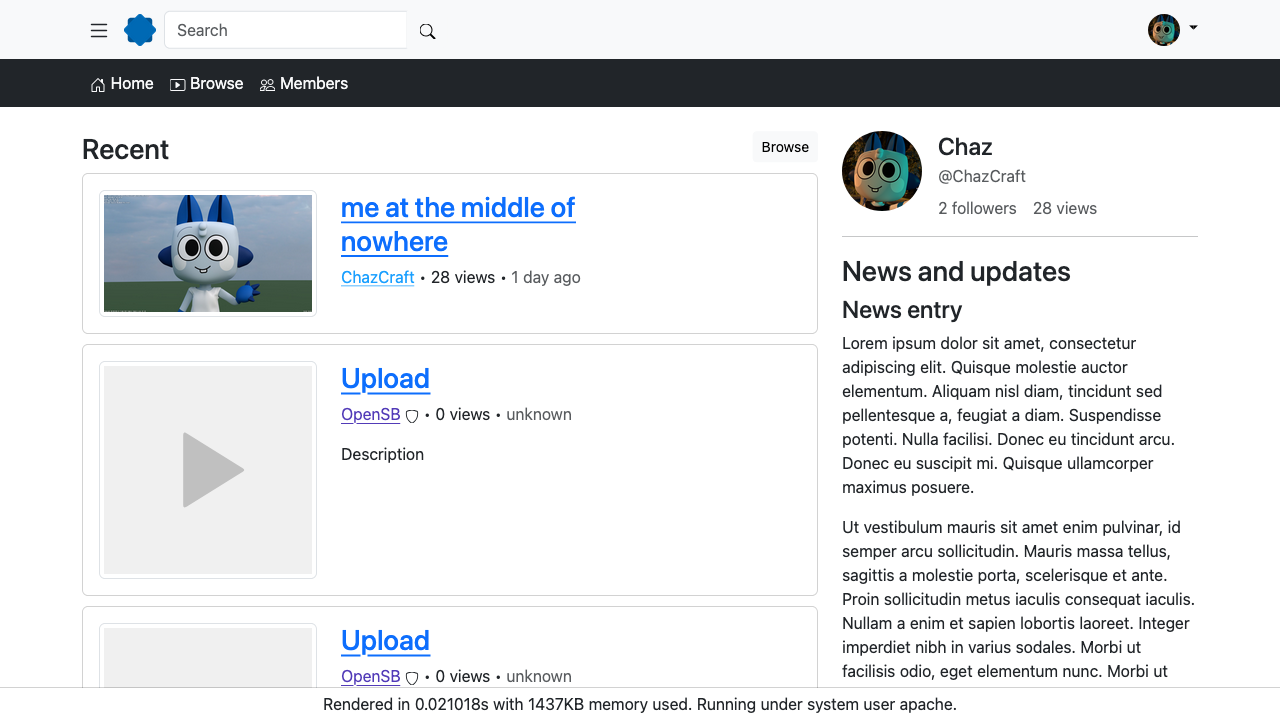 Search
Home
Browse
Members
Recent
Browse
me at the middle of
nowhere
ChazCraft • 28 views • 1 day ago
Upload
OpenSB • 0 views • unknown
Description
Upload
OpenSB • 0 views • unknown
Chaz
@ChazCraft
2 followers 28 views
News and updates
News entry
Lorem ipsum dolor sit amet, consectetur
adipiscing elit. Quisque molestie auctor
elementum. Aliquam nisl diam, tincidunt sed
pellentesque a, feugiat a diam. Suspendisse
potenti. Nulla facilisi. Donec eu tincidunt arcu.
Donec eu suscipit mi. Quisque ullamcorper
maximus posuere.
Ut vestibulum mauris sit amet enim pulvinar, id
semper arcu sollicitudin. Mauris massa tellus,
sagittis a molestie porta, scelerisque et ante.
Proin sollicitudin metus iaculis consequat iaculis.
Nullam a enim et sapien lobortis laoreet. Integer
imperdiet nibh in varius sodales. Morbi ut
facilisis odio, eget elementum nunc. Morbi ut
Rendered in 0.021018s with 1437KB memory used. Running under system user apache.